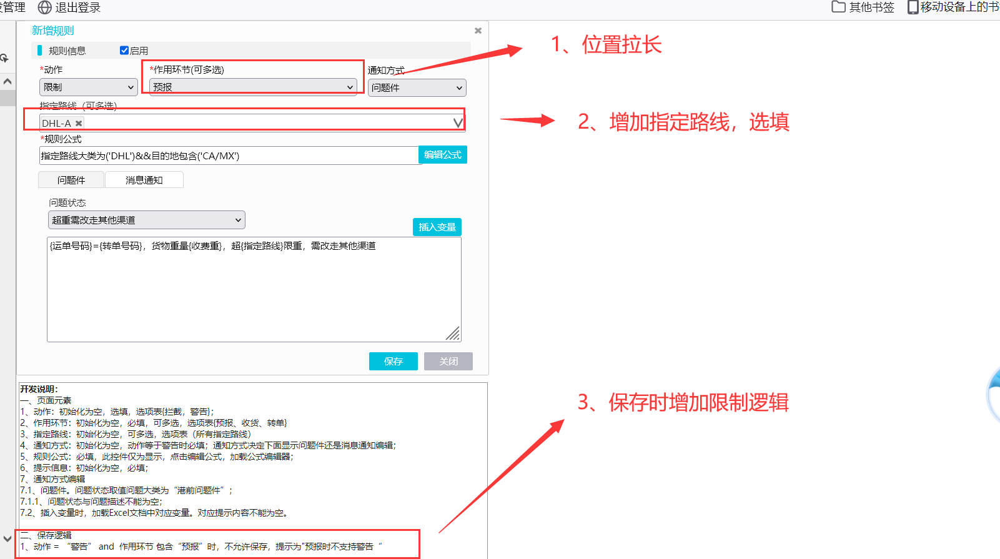 管理
退出登录
其他书签
移动设备上的书
新增规则
规则信息
启用
*动作
*作用环节(可多选)
通知方式
限制
预报
问题件
指定路线（可多选）
DHL-A
*规则公式
指定路线大类为('DHL')&&目的地包含('CA/MX')
编辑公式
问题件
消息通知
问题状态
超重需改走其他渠道
插入变量
{运单号码}={转单号码}，货物重量{收费重}，超{指定路线}限重，需改走其他渠道
保存
关闭
1、位置拉长
2、增加指定路线，选填
3、保存时增加限制逻辑
开发说明：
一、页面元素
1、动作：初始化为空，选填，选项表{拦截，警告}；
2、作用环节：初始化为空，必填，可多选，选项表{预报、收货、转单}
3、指定路线：初始化为空，可多选，选项表（所有指定路线）
4、通知方式：初始化为空，动作等于警告时必填；通知方式决定下面显示问题件还是消息通知编辑；
5、规则公式：必填，此控件仅为显示，点击编辑公式，加载公式编辑器；
6、提示信息：初始化为空，必填；
7、通知方式编辑
7.1、问题件。问题状态取值问题大类为“港前问题件”；
7.1.1、问题状态与问题描述不能为空；
7.2、插入变量时，加载Excel文档中对应变量。对应提示内容不能为空。
二、保存逻辑
1、动作 = “警告” and 作用环节 包含“预报”时，不允许保存，提示为"预报时不支持警告“